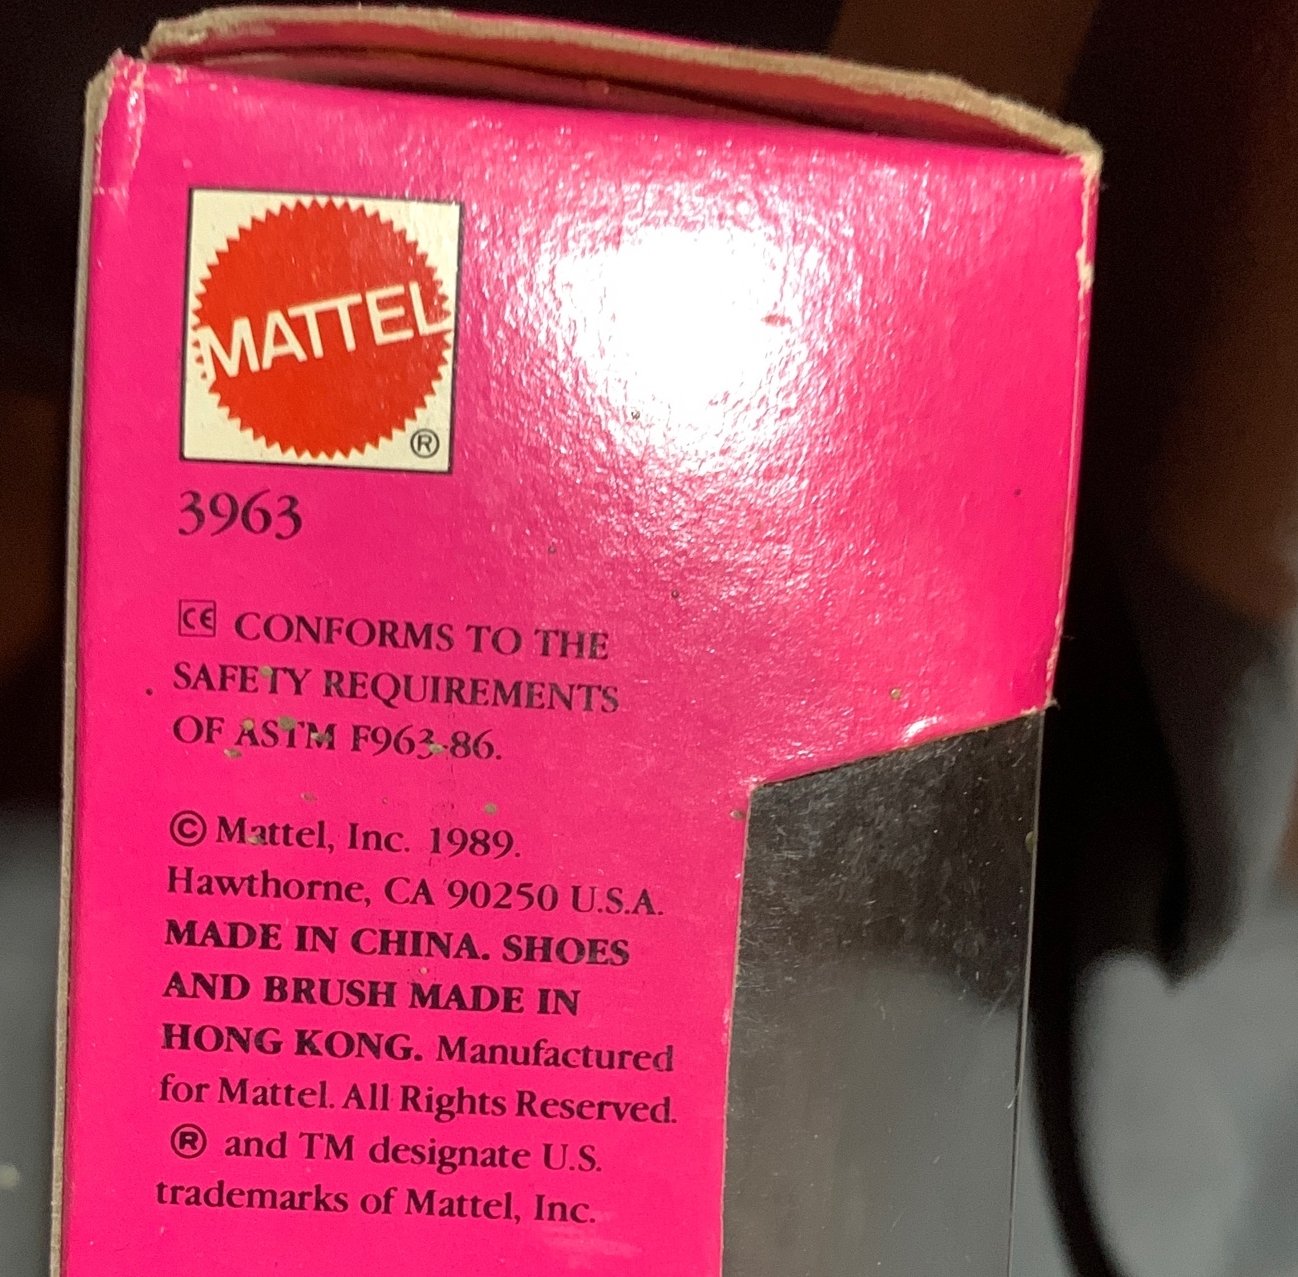 MATTEL
®
3963
CE CONFORMS TO THE
SAFETY REQUIREMENTS
OF ASTM F963-86.
© Mattel, Inc. 1989.
Hawthorne, CA 90250 U.S.A.
MADE IN CHINA. SHOES
AND BRUSH MADE IN
HONG KONG. Manufactured
for Mattel. All Rights Reserved.
® and TM designate U.S.
trademarks of Mattel, Inc.